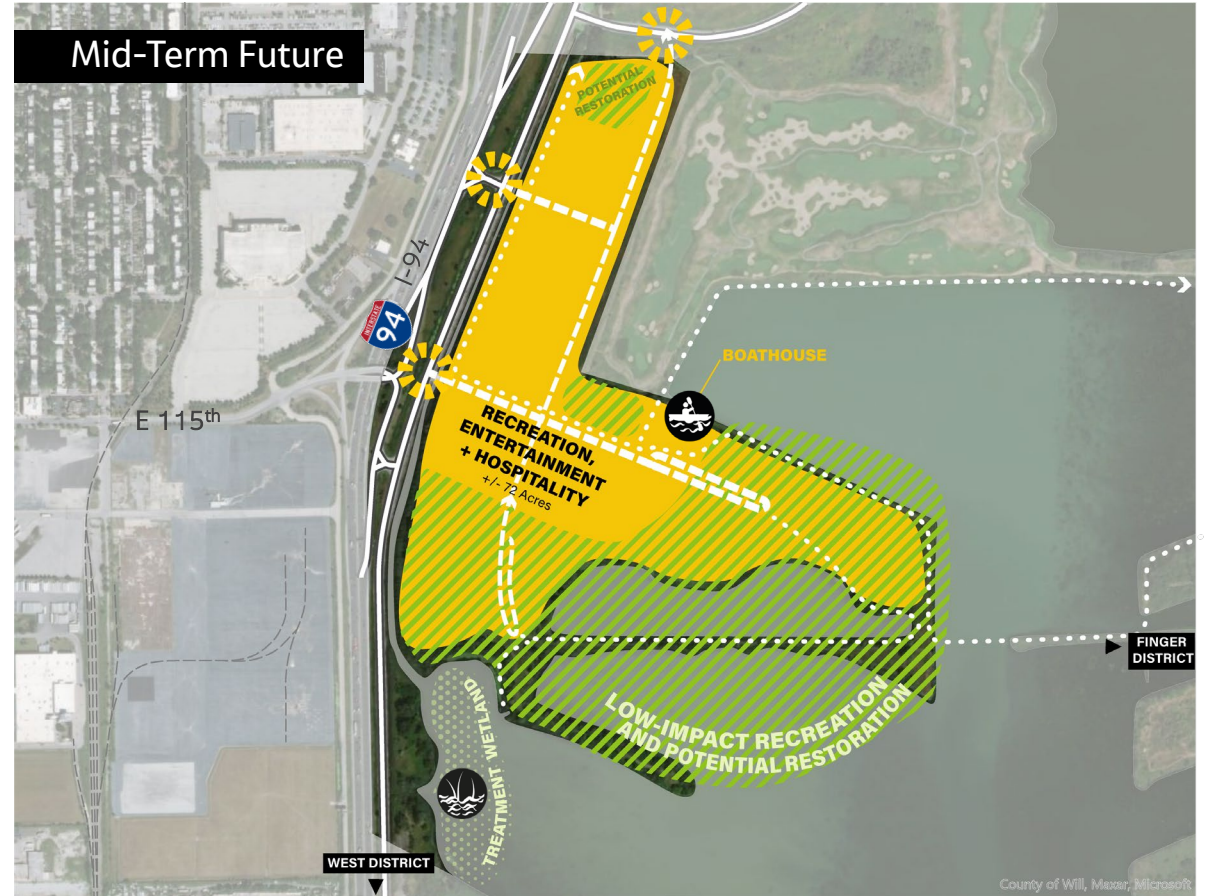 Mid-Term Future
POTENTIAL
RESTORATION
I-94
INTERSTATE
94
BOATHOUSE
E 115th
RECREATION,
ENTERTAINMENT
+ HOSPITALITY
+/- 72 Acres
FINGER
DISTRICT
LOW-IMPACT RECREATION
AND POTENTIAL RESTORATION
TREATMENT WETLAND
WEST DISTRICT
County of Will, Maxar, Microsoft